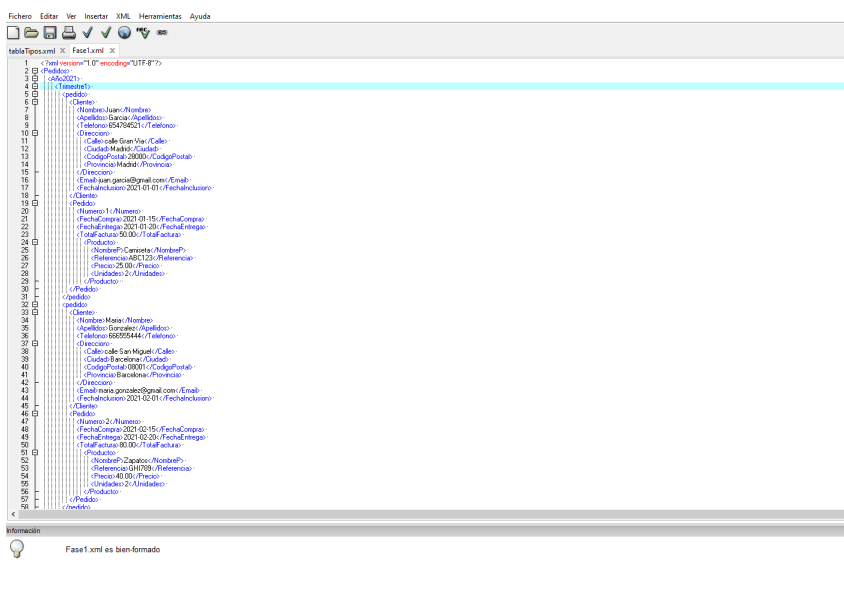 Fichero Editar Ver Insertar XML Herramientas Ayuda
ABC
tablaTipos.xml Fase1.xml
1 <?xml version="1.0" encoding="UTF-8"?>
2 <Pedidos>
3 <Año2021>
4 <Trimestre1>
5 <pedido>
6 <Cliente>
7 <Nombre>Juan</Nombre>
8 <Apellidos>Garcia</Apellidos>
9 <Telefono>654784521</Telefono>
10 <Direccion>
11 <Calle>calle Gran Via</Calle>
12 <Ciudad>Madrid</Ciudad>
13 <CodigoPostal>28000</CodigoPostal>
14 <Provincia>Madrid</Provincia>
15 </Direccion>
16 <Email>juan.garcia@gmail.com</Email>
17 <FechaInclusion>2021-01-01</FechaInclusion>
18 </Cliente>
19 <Pedido>
20 <Numero>1</Numero>
21 <FechaCompra>2021-01-15</FechaCompra>
22 <FechaEntrega>2021-01-20</FechaEntrega>
23 <TotalFactura>50.00</TotalFactura>
24 <Producto>
25 <NombreP>Camiseta</NombreP>
26 <Referencia>ABC123</Referencia>
27 <Precio>25.00</Precio>
28 <Unidades>2</Unidades>
29 </Producto>
30 </Pedido>
31 </pedido>
32 <pedido>
33 <Cliente>
34 <Nombre>Maria</Nombre>
35 <Apellidos>Gonzalez</Apellidos>
36 <Telefono>666555444</Telefono>
37 <Direccion>
38 <Calle>calle San Miguel</Calle>
39 <Ciudad>Barcelona</Ciudad>
40 <CodigoPostal>08001</CodigoPostal>
41 <Provincia>Barcelona</Provincia>
42 </Direccion>
43 <Email>maria.gonzalez@gmail.com</Email>
44 <FechaInclusion>2021-02-01</FechaInclusion>
45 </Cliente>
46 <Pedido>
47 <Numero>2</Numero>
48 <FechaCompra>2021-02-15</FechaCompra>
49 <FechaEntrega>2021-02-20</FechaEntrega>
50 <TotalFactura>80.00</TotalFactura>
51 <Producto>
52 <NombreP>Zapatos</NombreP>
53 <Referencia>GHI789</Referencia>
54 <Precio>40.00</Precio>
55 <Unidades>2</Unidades>
56 </Producto>
57 </Pedido>
58 </pedido>
Información
Fase1.xml es bien-formado